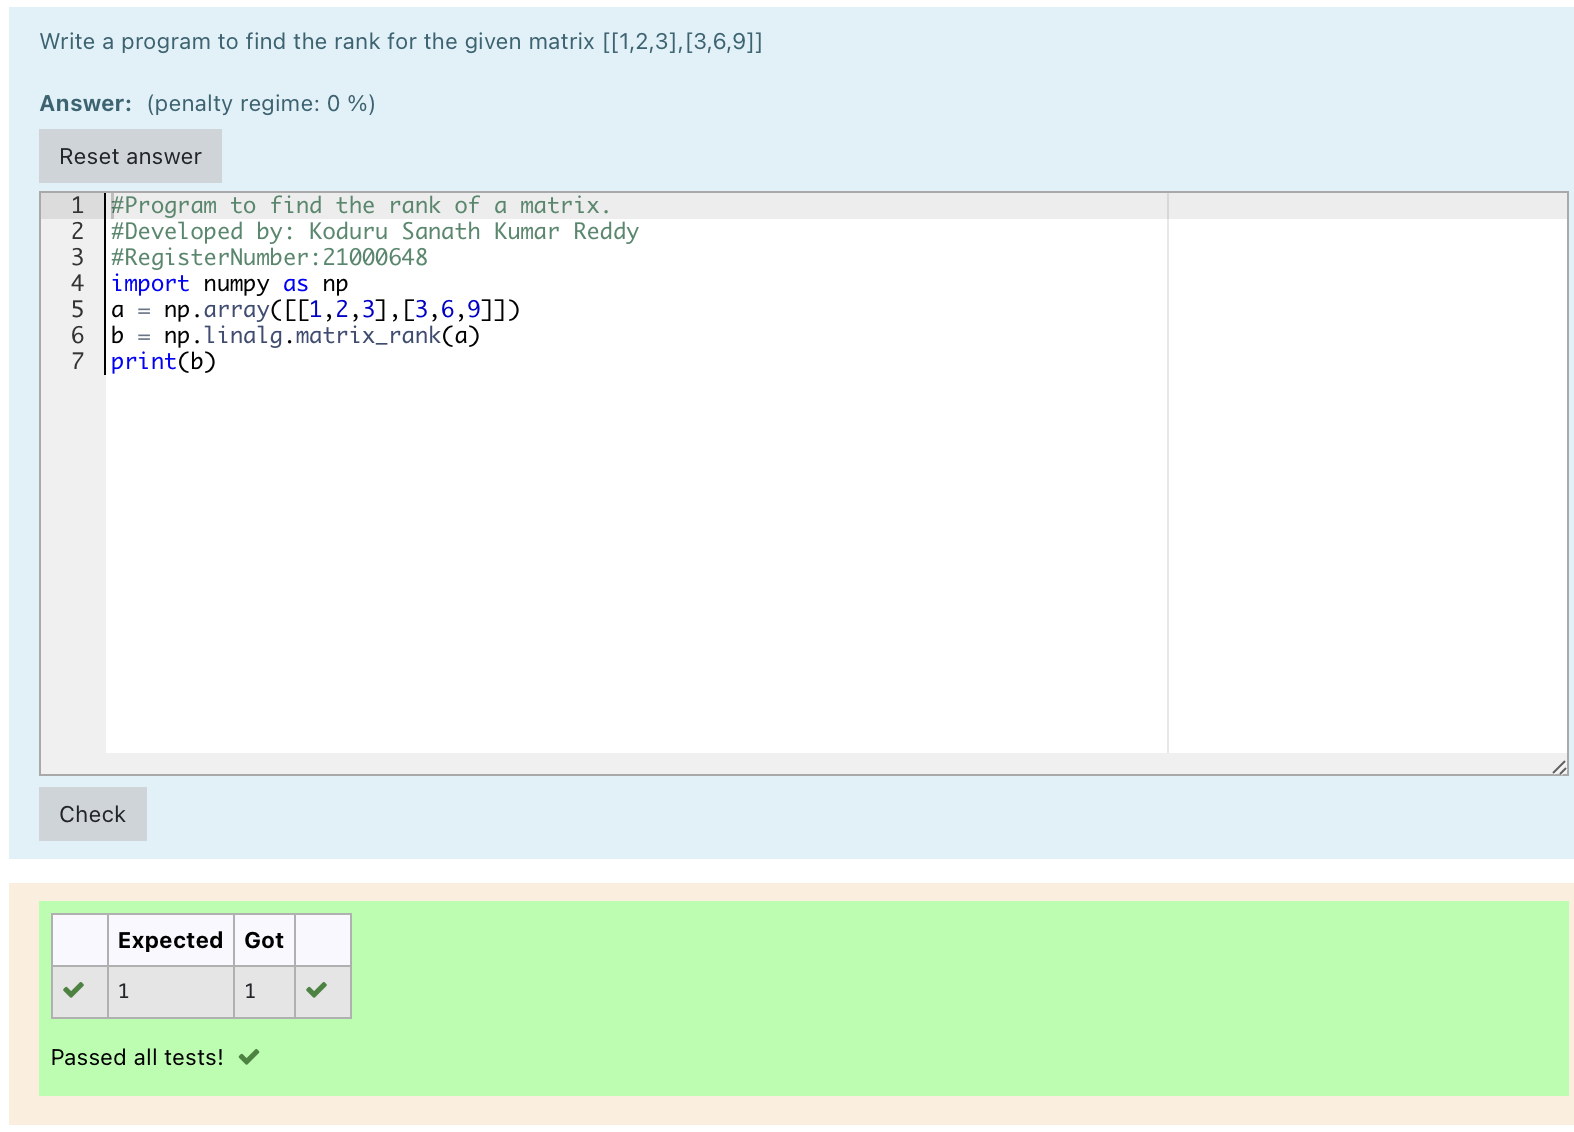 Write a program to find the rank for the given matrix [[1,2,3],[3,6,9]]
Answer: (penalty regime: 0 %)
Reset answer
1 #Program to find the rank of a matrix.
2 #Developed by: Koduru Sanath Kumar Reddy
3 #RegisterNumber:21000648
4 import numpy as np
5 a = np.array([[1,2,3],[3,6,9]])
6 b = np.linalg.matrix_rank(a)
7 print(b)
Check
Expected Got
1 1
Passed all tests!